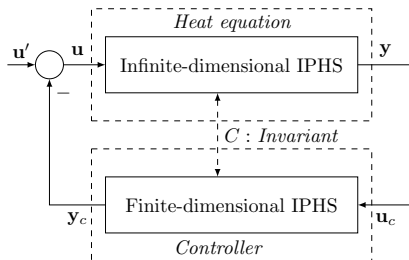 Heat equation
u′
u
Infinite-dimensional IPHS
y
−
C : Invariant
Finite-dimensional IPHS
y_c
u_c
Controller